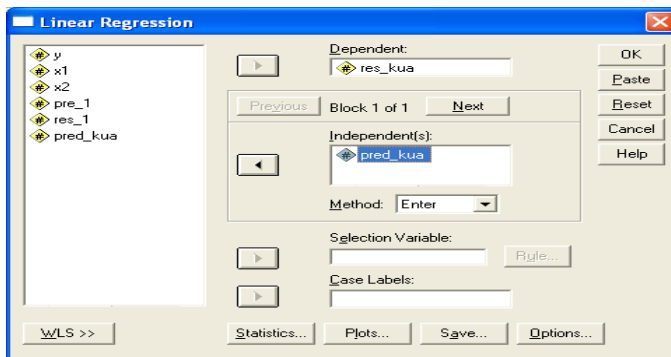 Linear Regression
y
x1
x2
pre_1
res_1
pred_kua
Dependent:
res_kua
Previous
Block 1 of 1
Next
Independent(s):
pred_kua
Method:
Enter
Selection Variable:
Rule...
Case Labels:
WLS >>
Statistics...
Plots...
Save...
Options...
OK
Paste
Reset
Cancel
Help